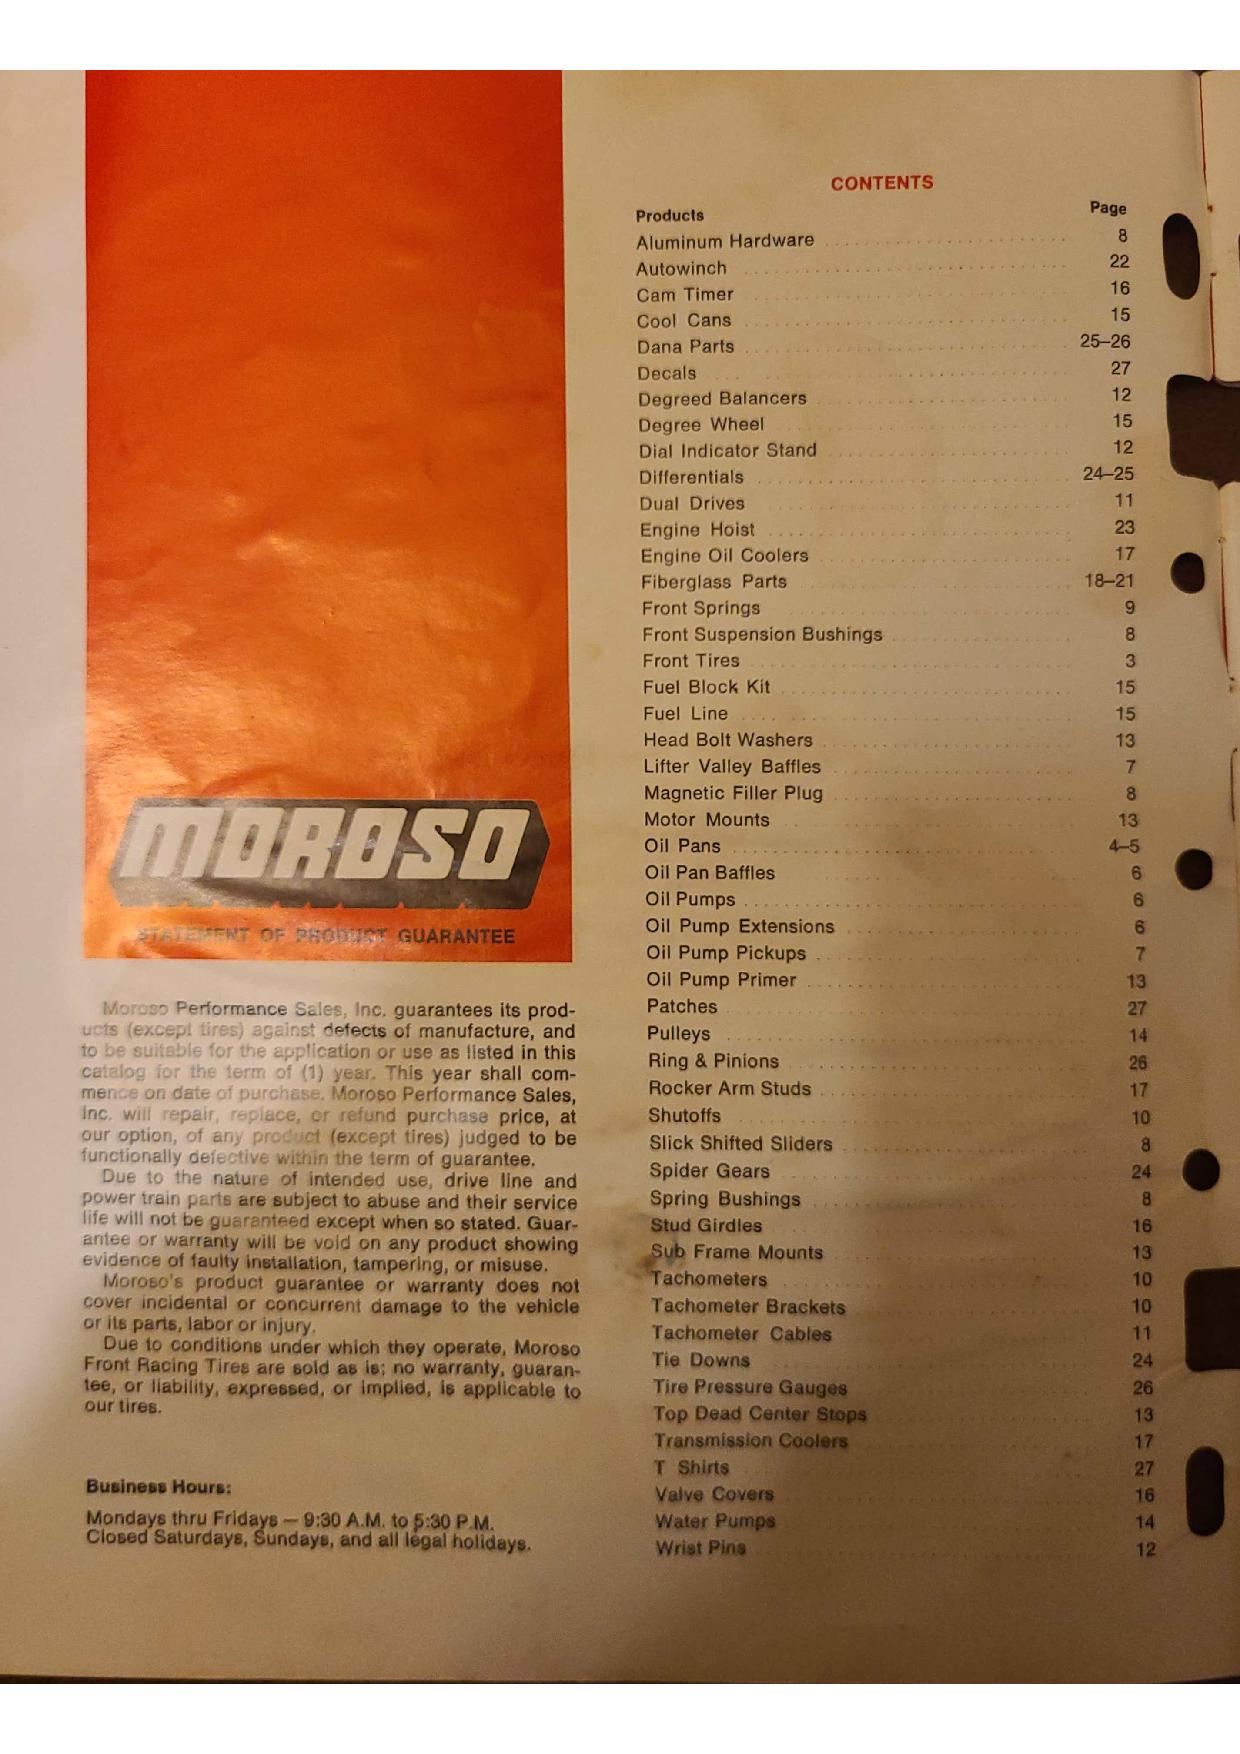 MOROSO
STATEMENT OF PRODUCT GUARANTEE
Moroso Performance Sales, Inc. guarantees its prod-
ucts (except tires) against defects of manufacture, and
to be suitable for the application or use as listed in this
catalog for the term of (1) year. This year shall com-
mence on date of purchase. Moroso Performance Sales,
Inc. will repair, replace, or refund purchase price, at
our option, of any product (except tires) judged to be
functionally defective within the term of guarantee.
Due to the nature of intended use, drive line and
power train parts are subject to abuse and their service
life will not be guaranteed except when so stated. Guar-
antee or warranty will be void on any product showing
evidence of faulty installation, tampering, or misuse.
Moroso's product guarantee or warranty does not
cover incidental or concurrent damage to the vehicle
or its parts, labor or injury.
Due to conditions under which they operate, Moroso
Front Racing Tires are sold as is; no warranty, guaran-
tee, or liability, expressed, or implied, is applicable to
our tires.
Business Hours:
Mondays thru Fridays — 9:30 A.M. to 5:30 P.M.
Closed Saturdays, Sundays, and all legal holidays.
CONTENTS
Products Page
Aluminum Hardware 8
Autowinch 22
Cam Timer 16
Cool Cans 15
Dana Parts 25–26
Decals 27
Degreed Balancers 12
Degree Wheel 15
Dial Indicator Stand 12
Differentials 24–25
Dual Drives 11
Engine Hoist 23
Engine Oil Coolers 17
Fiberglass Parts 18–21
Front Springs 9
Front Suspension Bushings 8
Front Tires 3
Fuel Block Kit 15
Fuel Line 15
Head Bolt Washers 13
Lifter Valley Baffles 7
Magnetic Filler Plug 8
Motor Mounts 13
Oil Pans 4–5
Oil Pan Baffles 6
Oil Pumps 6
Oil Pump Extensions 6
Oil Pump Pickups 7
Oil Pump Primer 13
Patches 27
Pulleys 14
Ring & Pinions 26
Rocker Arm Studs 17
Shutoffs 10
Slick Shifted Sliders 8
Spider Gears 24
Spring Bushings 8
Stud Girdles 16
Sub Frame Mounts 13
Tachometers 10
Tachometer Brackets 10
Tachometer Cables 11
Tie Downs 24
Tire Pressure Gauges 26
Top Dead Center Stops 13
Transmission Coolers 17
T Shirts 27
Valve Covers 16
Water Pumps 14
Wrist Pins 12